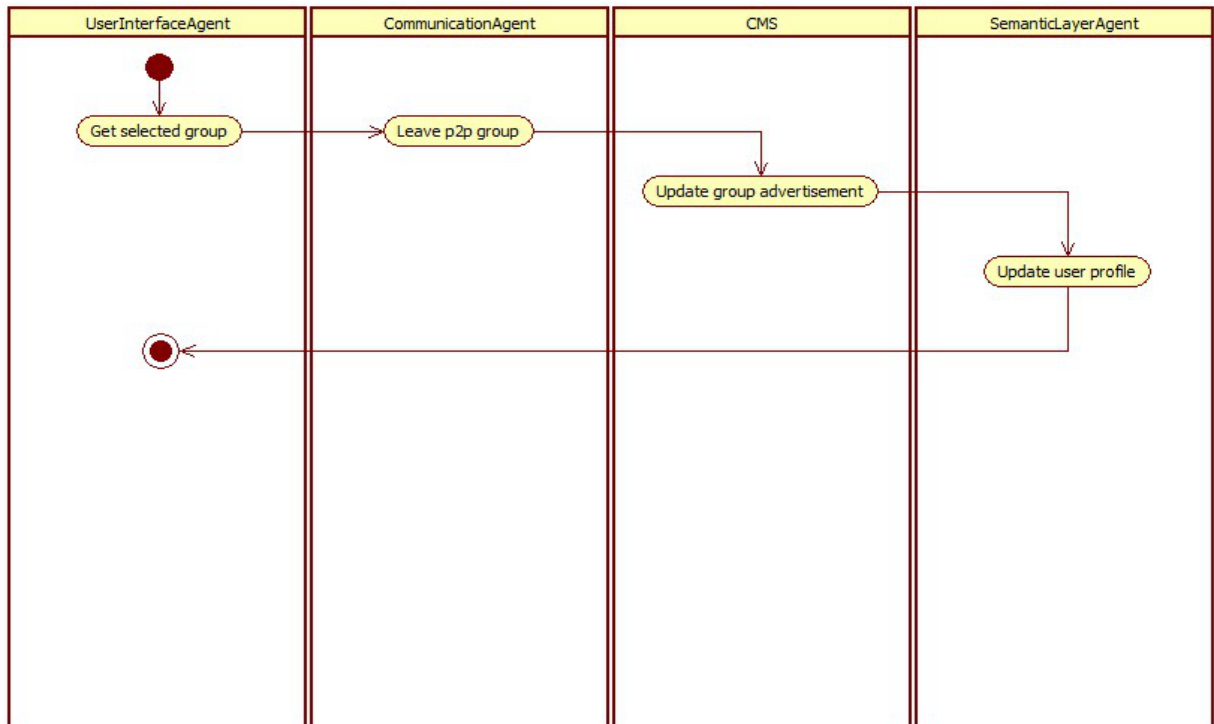 UserInterfaceAgent
CommunicationAgent
CMS
SemanticLayerAgent
Get selected group
Leave p2p group
Update group advertisement
Update user profile